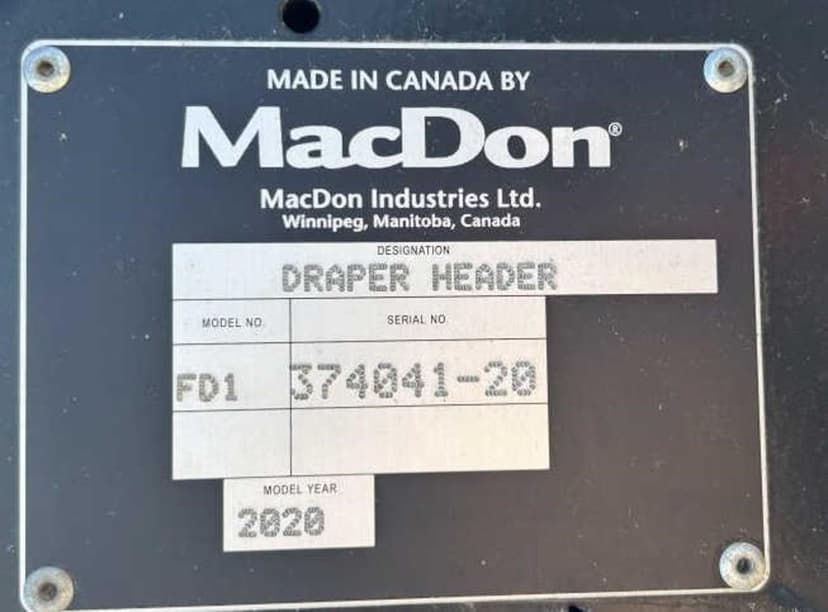 MADE IN CANADA BY
MacDon®
MacDon Industries Ltd.
Winnipeg, Manitoba, Canada
DESIGNATION
DRAPER HEADER
MODEL NO. SERIAL NO.
FD1 374041-20
MODEL YEAR
2020